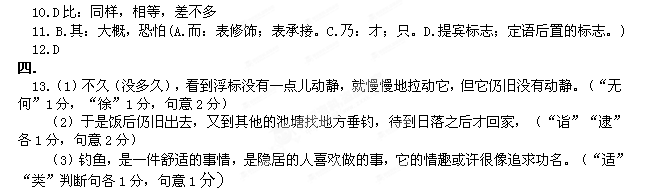 10.D比：同样，相等，差不多
11. B.其：大概，恐怕(A.而：表修饰；表承接。C.乃：才；只。D.提宾标志；定语后置的标志。)
12.D
四.
13.（1）不久（没多久），看到浮标没有一点儿动静，就慢慢地拉动它，但它仍旧没有动静。（“无
何”1分，“徐”1分，句意2分）
（2）于是饭后仍旧出去，又到其他的池塘找地方垂钓，待到日落之后才回家，（“诣”“逮”
各1分，句意2分）
（3）钓鱼，是一件舒适的事情，是隐居的人喜欢做的事，它的情趣或许很像追求功名。（“适”
“类”判断句各1分，句意1分）